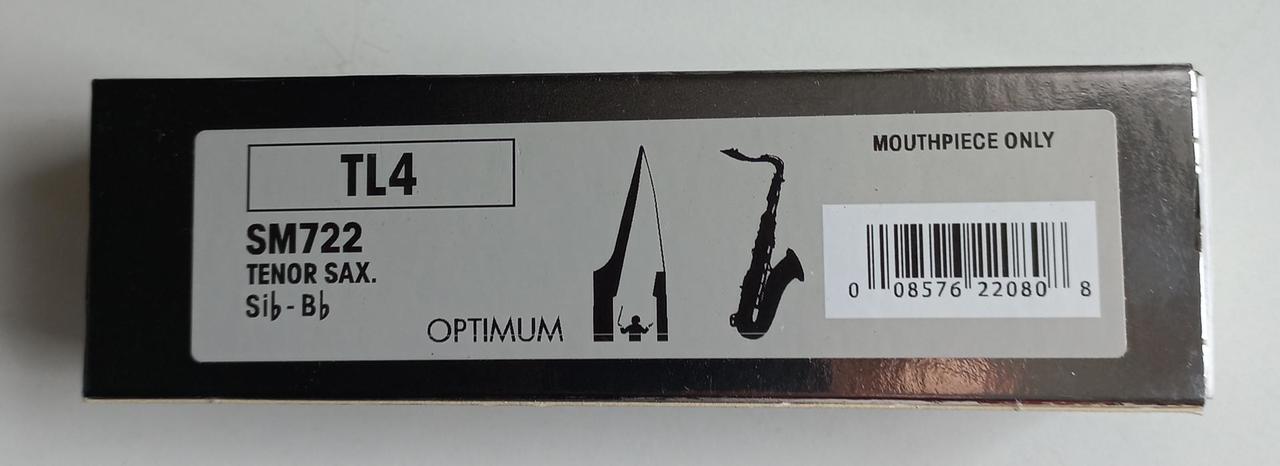 TL4
SM722
TENOR SAX.
Si♭-B♭
OPTIMUM
MOUTHPIECE ONLY
0 08576 22080 8